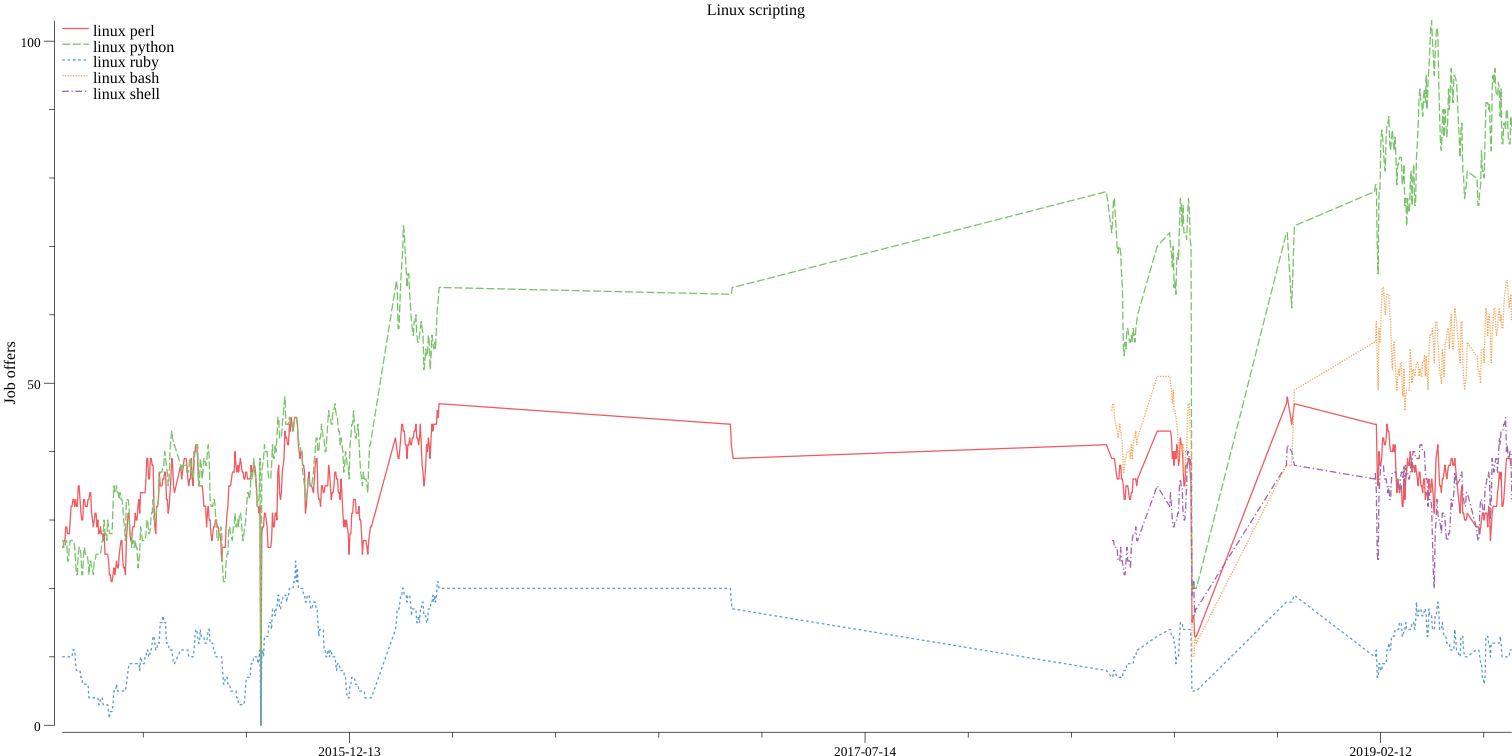 Linux scripting
100
linux perl
linux python
linux ruby
linux bash
linux shell
Job offers
50
0
2015-12-13
2017-07-14
2019-02-12